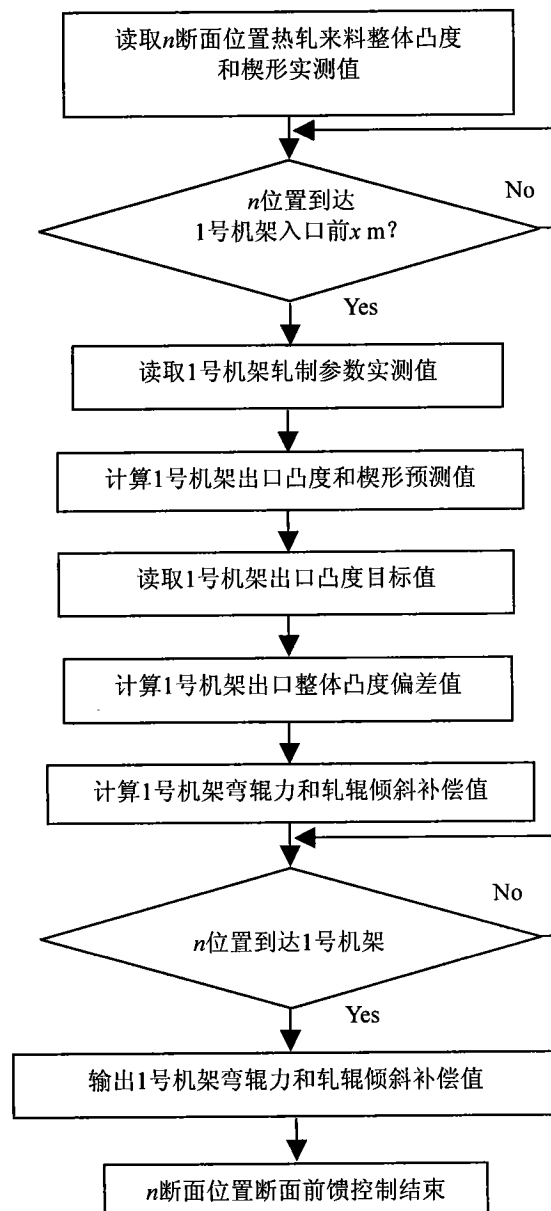 读取n断面位置热轧来料整体凸度
和楔形实测值
n位置到达
1号机架入口前x m？
No
Yes
读取1号机架轧制参数实测值
计算1号机架出口凸度和楔形预测值
读取1号机架出口凸度目标值
计算1号机架出口整体凸度偏差值
计算1号机架弯辊力和轧辊倾斜补偿值
No
n位置到达1号机架
Yes
输出1号机架弯辊力和轧辊倾斜补偿值
n断面位置断面前馈控制结束